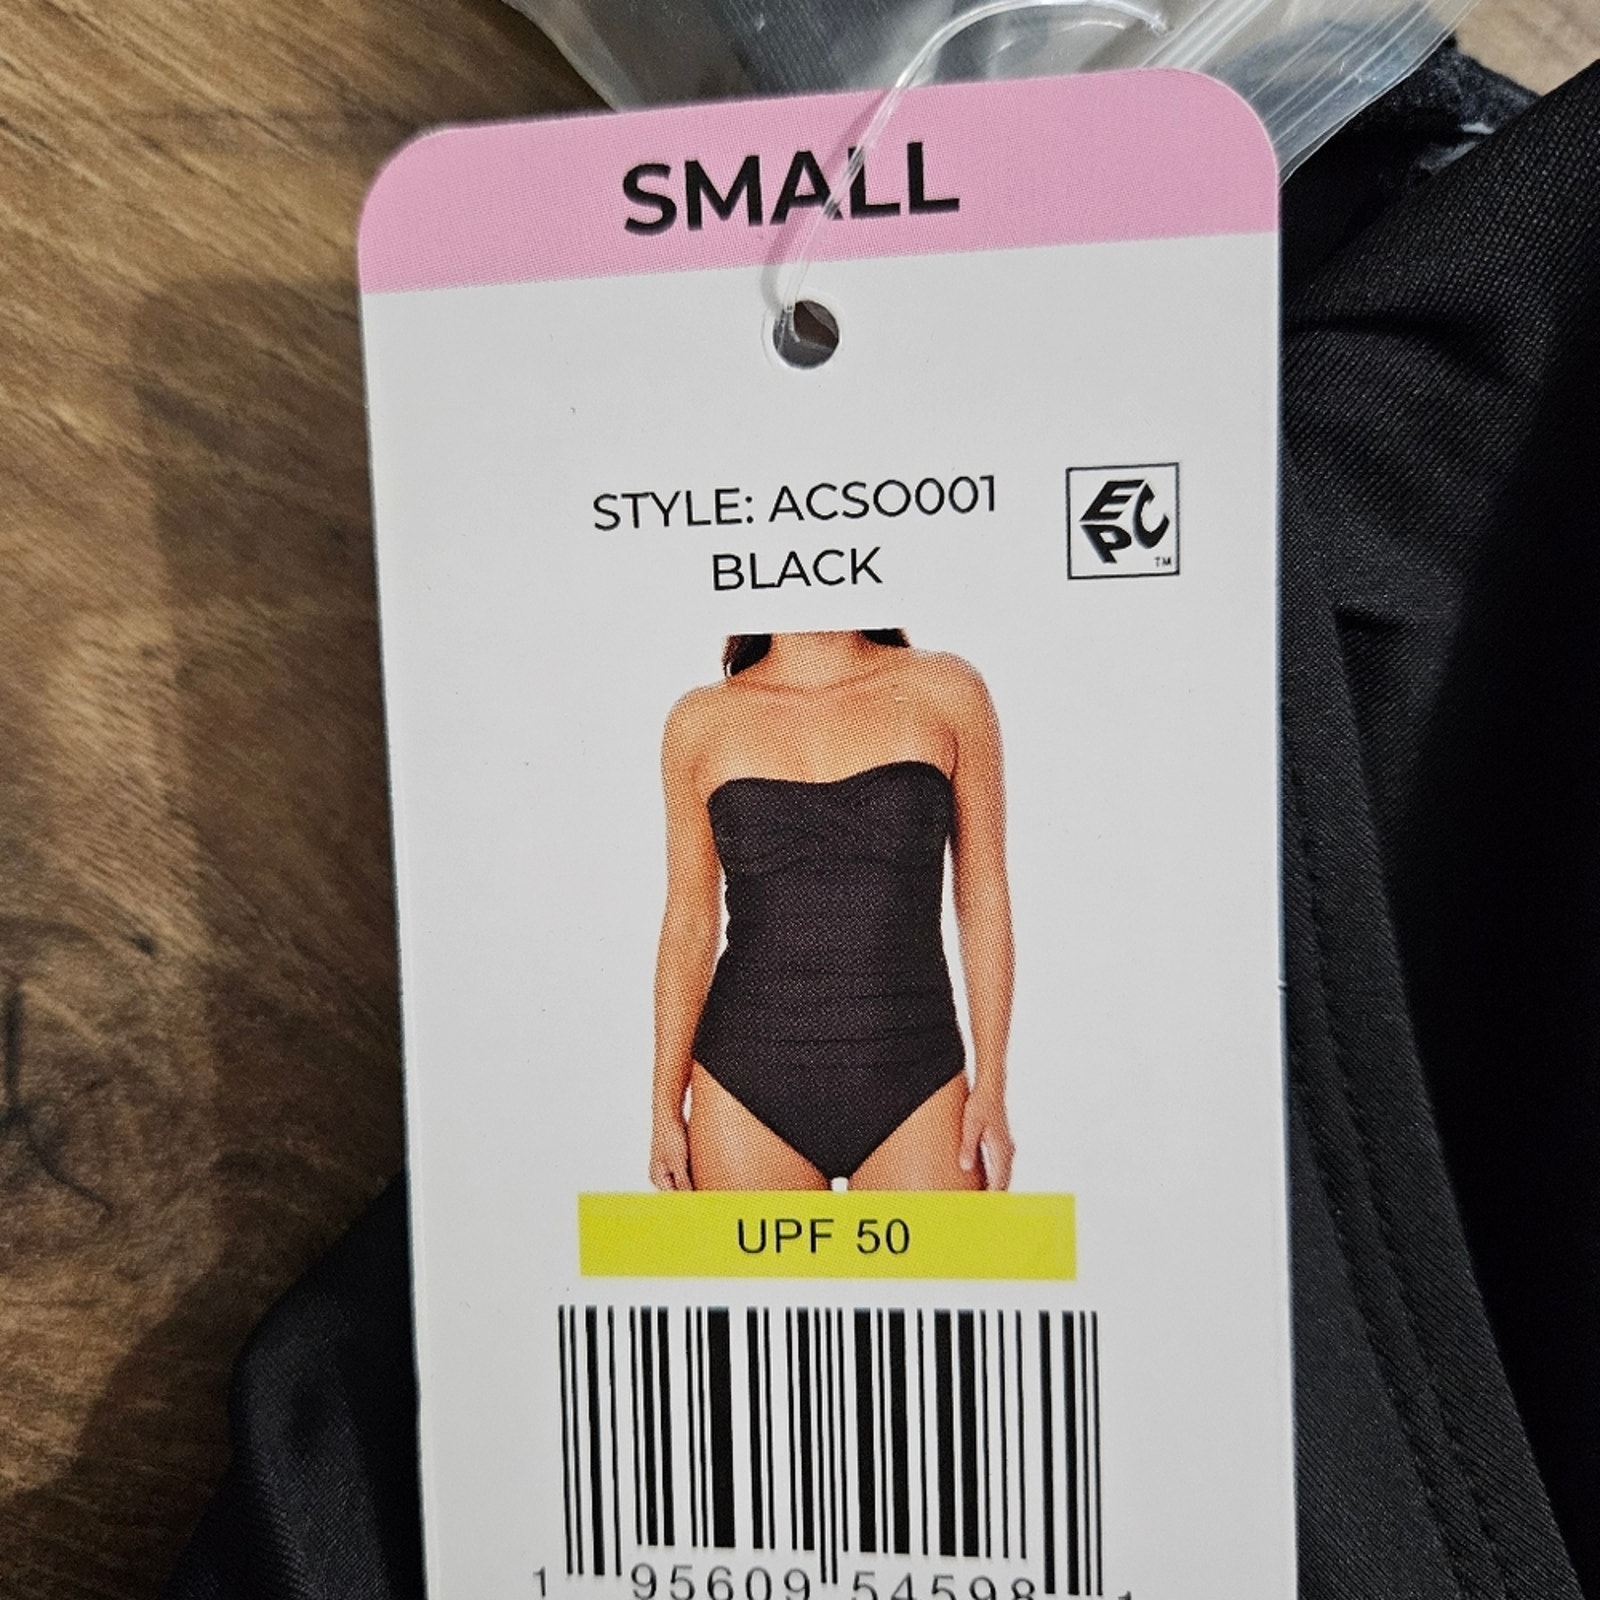 SMALL
STYLE: ACSO001
BLACK
EPC
TM
UPF 50
1 95609 54598 1